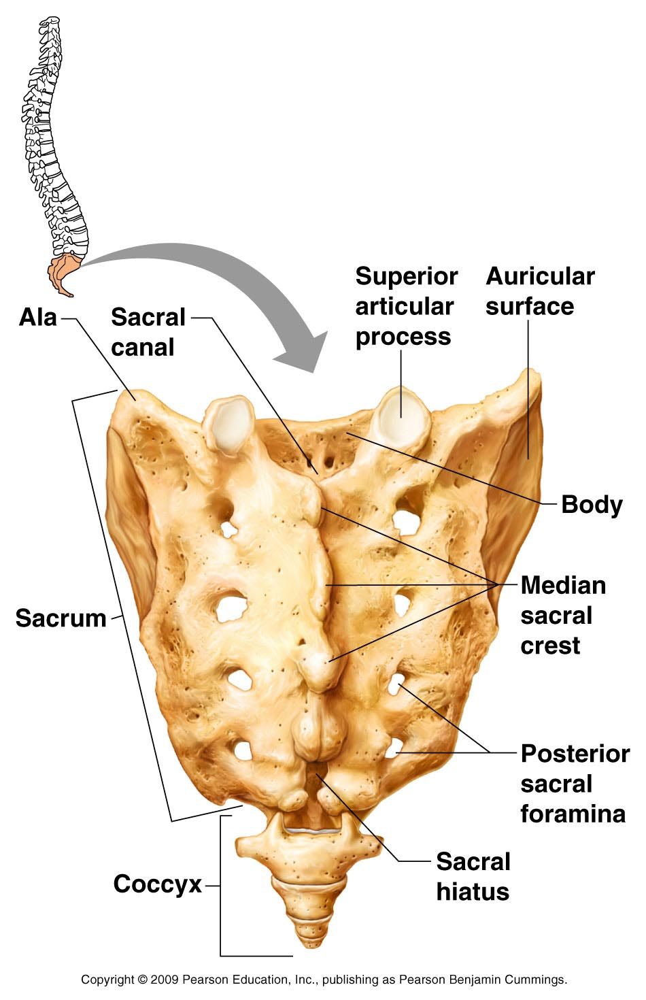 Superior
articular
process
Auricular
surface
Ala
Sacral
canal
Body
Median
sacral
crest
Sacrum
Posterior
sacral
foramina
Sacral
hiatus
Coccyx
Copyright © 2009 Pearson Education, Inc., publishing as Pearson Benjamin Cummings.